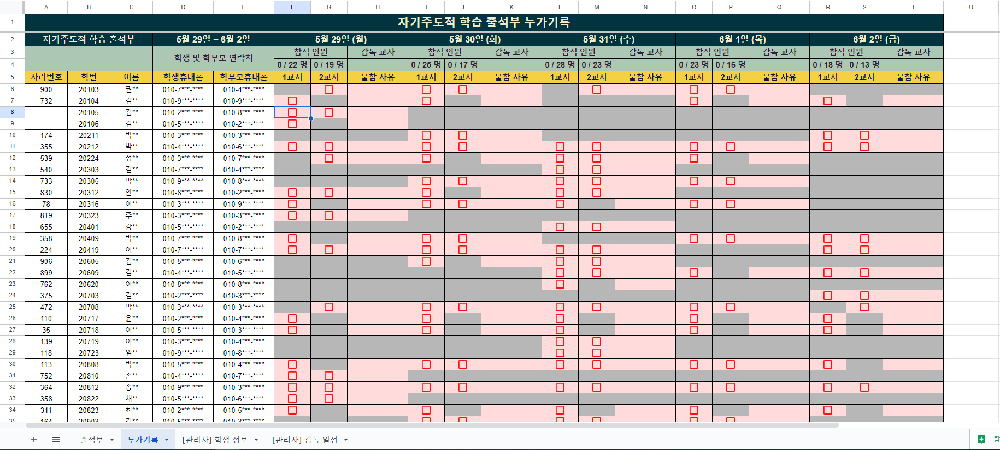 A B C D E F G H I J K L M N O P Q R S T U
1 자기주도적 학습 출석부 누가기록
2 자기주도적 학습 출석부 5월 29일 ~ 6월 2일 5월 29일 (월) 5월 30일 (화) 5월 31일 (수) 6월 1일 (목) 6월 2일 (금)
3 참석 인원 감독 교사 참석 인원 감독 교사 참석 인원 감독 교사 참석 인원 감독 교사 참석 인원 감독 교사
학생 및 학부모 연락처
4 0 / 22 명 0 / 19 명 0 / 25 명 0 / 17 명 0 / 28 명 0 / 23 명 0 / 23 명 0 / 16 명 0 / 18 명 0 / 13 명
5 자리번호 학번 이름 학생휴대폰 학부모휴대폰 1교시 2교시 불참 사유 1교시 2교시 불참 사유 1교시 2교시 불참 사유 1교시 2교시 불참 사유 1교시 2교시 불참 사유
6 900 20103 권** 010-7***-**** 010-4***-****
7 732 20104 김** 010-9***-**** 010-9***-****
8 20105 김** 010-2***-**** 010-8***-****
9 20106 김** 010-5***-**** 010-2***-****
10 174 20211 박** 010-3***-**** 010-3***-****
11 355 20212 박** 010-4***-**** 010-6***-****
12 539 20224 정** 010-3***-**** 010-7***-****
13 540 20303 김** 010-7***-**** 010-4***-****
14 733 20305 박** 010-9***-**** 010-8***-****
15 830 20312 안** 010-8***-**** 010-2***-****
16 78 20316 이** 010-3***-**** 010-9***-****
17 819 20323 주** 010-3***-**** 010-3***-****
18 655 20401 강** 010-5***-**** 010-2***-****
19 358 20409 박** 010-7***-**** 010-8***-****
20 224 20419 이** 010-7***-**** 010-7***-****
21 906 20605 김** 010-5***-**** 010-6***-****
22 899 20609 김** 010-4***-**** 010-5***-****
23 762 20620 이** 010-8***-**** 010-8***-****
24 375 20703 김** 010-2***-**** 010-3***-****
25 472 20708 박** 010-3***-**** 010-3***-****
26 110 20717 윤** 010-2***-**** 010-4***-****
27 35 20718 이** 010-5***-**** 010-3***-****
28 139 20719 이** 010-3***-**** 010-4***-****
29 118 20723 임** 010-9***-**** 010-8***-****
30 113 20808 박** 010-5***-**** 010-4***-****
31 752 20810 손** 010-4***-**** 010-7***-****
32 364 20812 송** 010-9***-**** 010-3***-****
33 358 20822 채** 010-5***-**** 010-6***-****
34 311 20823 최** 010-2***-**** 010-5***-****
35 164 20903 김** 010-5***-**** 010-3***-****
출석부 누가기록 [관리자] 학생 정보 [관리자] 감독 일정